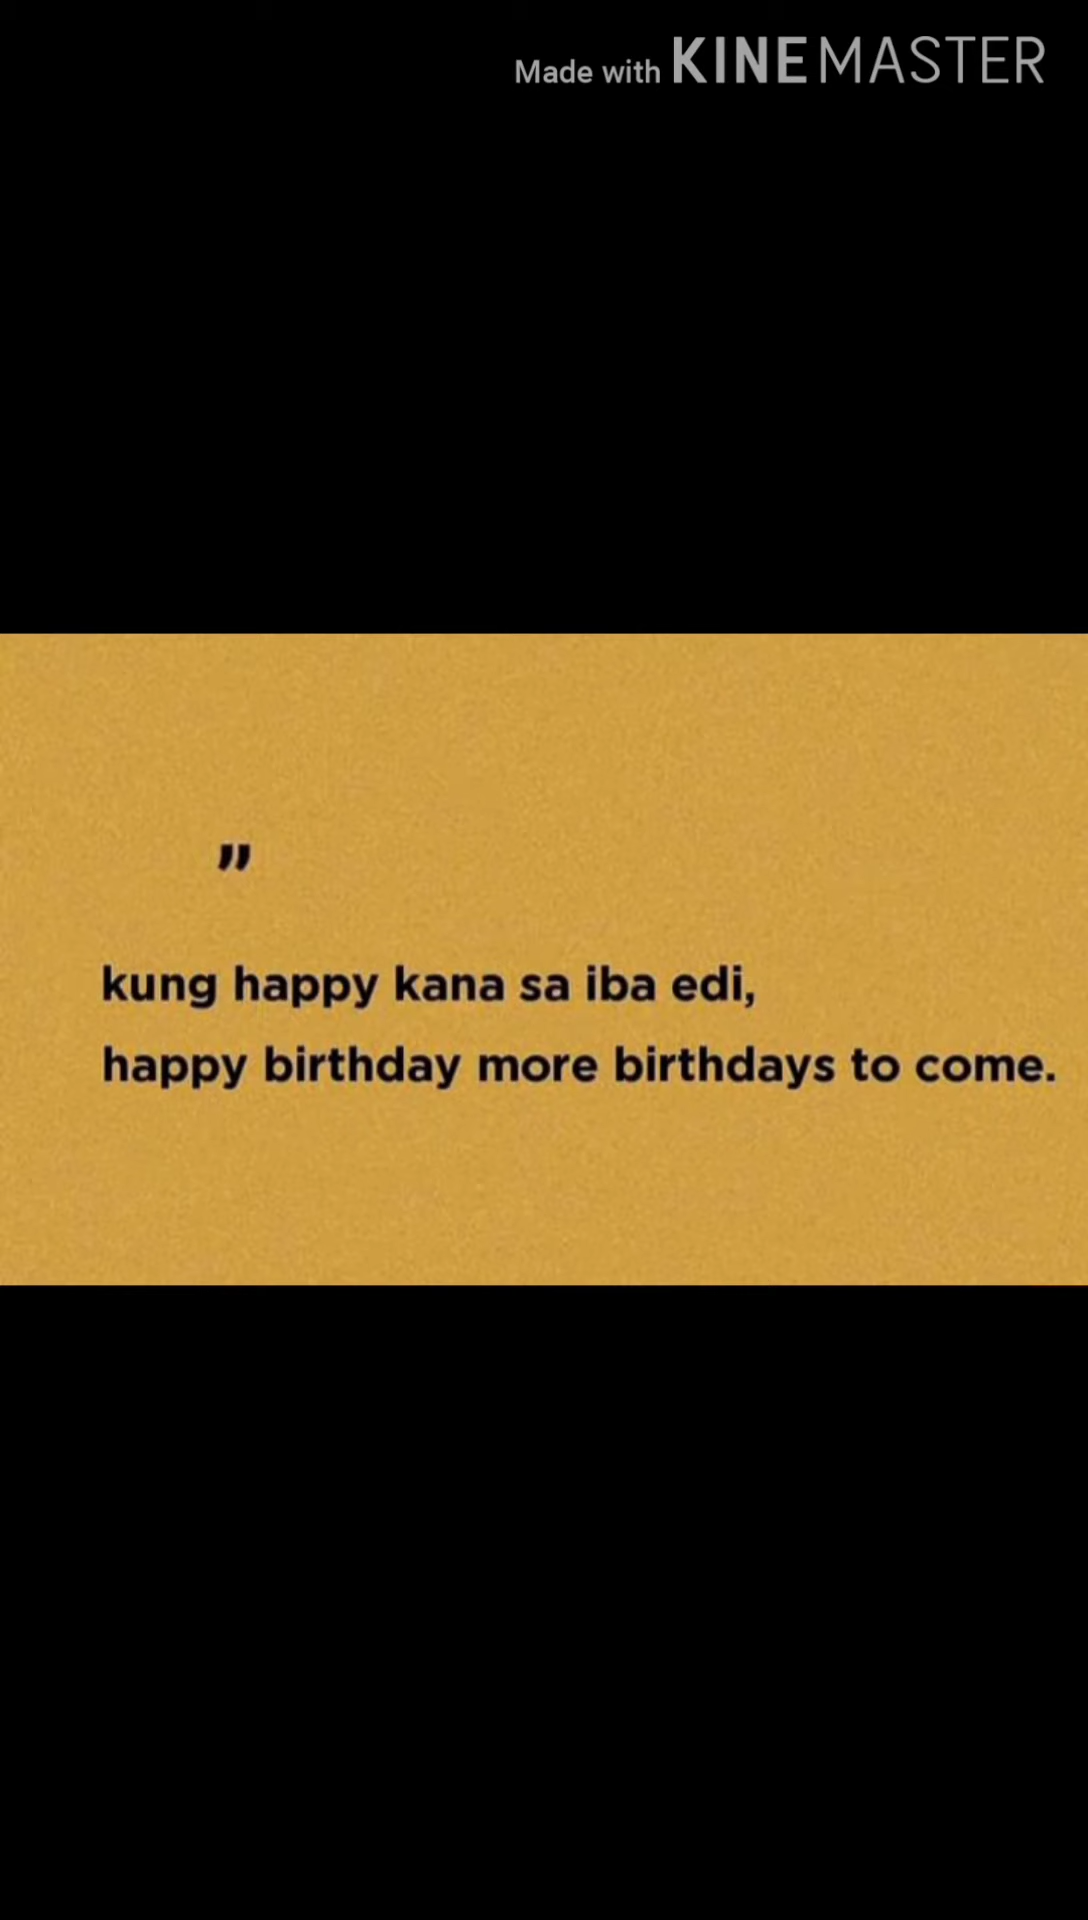 Made with KINEMASTER
”
kung happy kana sa iba edi,
happy birthday more birthdays to come.